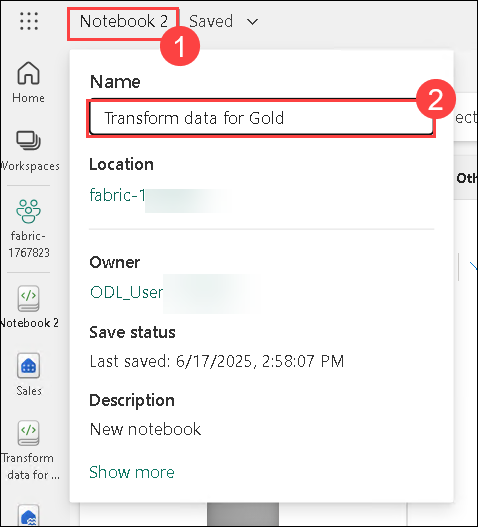 Notebook 2 Saved
1
Name
2
Transform data for Gold
ect
Location
fabric-1
Oth
Owner
ODL_User
Save status
Last saved: 6/17/2025, 2:58:07 PM
Description
New notebook
Show more
Home
Workspaces
fabric-
1767823
Notebook 2
Sales
Transform
data for ...